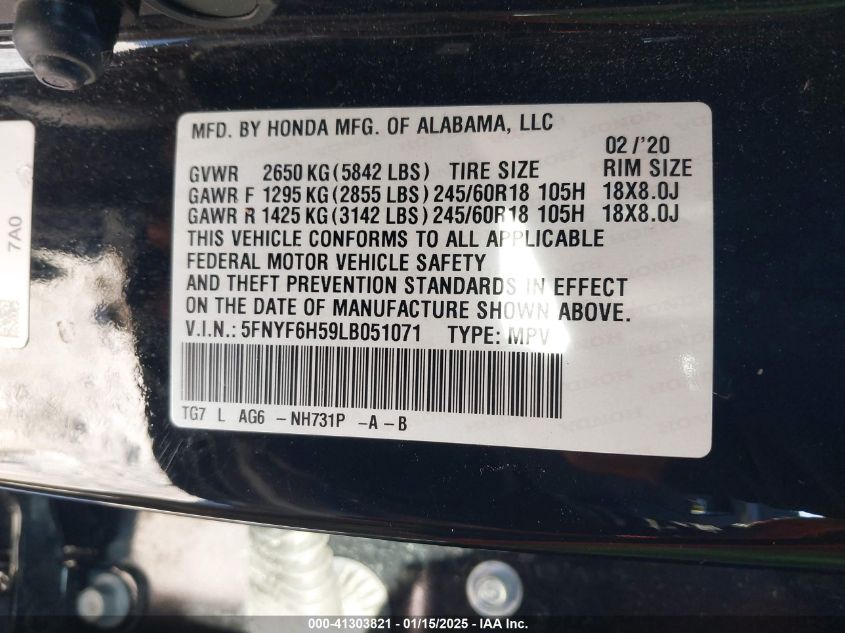 7A0
MFD. BY HONDA MFG. OF ALABAMA, LLC
02/'20
GVWR 2650 KG (5842 LBS) TIRE SIZE RIM SIZE
GAWR F 1295 KG (2855 LBS) 245/60R18 105H 18X8.0J
GAWR R 1425 KG (3142 LBS) 245/60R18 105H 18X8.0J
THIS VEHICLE CONFORMS TO ALL APPLICABLE
FEDERAL MOTOR VEHICLE SAFETY
AND THEFT PREVENTION STANDARDS IN EFFECT
ON THE DATE OF MANUFACTURE SHOWN ABOVE.
V.I.N.: 5FNYF6H59LB051071 TYPE: MPV
TG7 L AG6 -NH731P -A-B
000-41303821 - 01/15/2025 - IAA Inc.